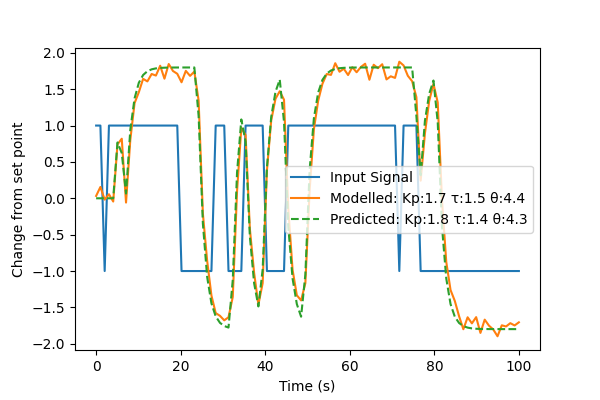 2.0
1.5
1.0
0.5
0.0
−0.5
−1.0
−1.5
−2.0
Change from set point
Input Signal
Modelled: Kp:1.7 τ:1.5 θ:4.4
Predicted: Kp:1.8 τ:1.4 θ:4.3
0 20 40 60 80 100
Time (s)